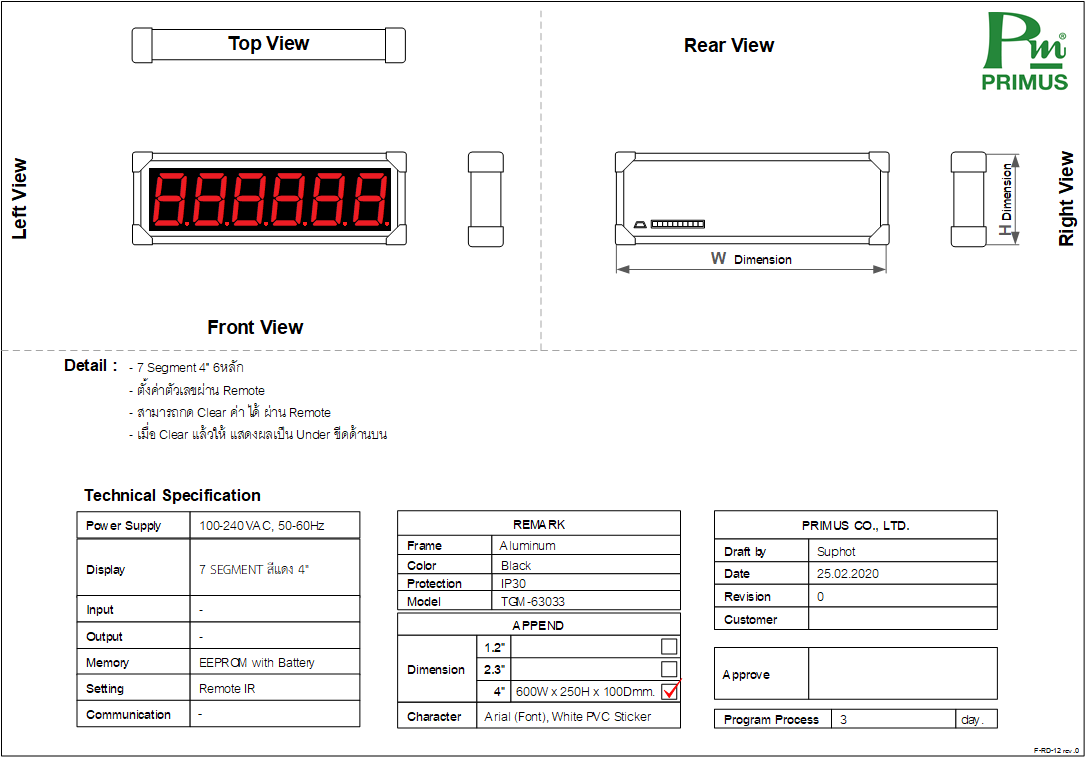 Top View
Rear View
Pm®
PRIMUS
Left View
8.8.8.8.8.8.
H Dimension
Right View
W Dimension
Front View
Detail : - 7 Segment 4" 6หลัก
- ตั้งค่าตัวเลขผ่าน Remote
- สามารถกด Clear ค่า ได้ ผ่าน Remote
- เมื่อ Clear แล้วให้ แสดงผลเป็น Under ขีดด้านบน
Technical Specification
Power Supply 100-240VAC, 50-60Hz
Display 7 SEGMENT สีแดง 4"
Input -
Output -
Memory EEPROM with Battery
Setting Remote IR
Communication -
REMARK
Frame Aluminum
Color Black
Protection IP30
Model TGM-63033
APPEND
Dimension
1.2"
2.3"
4" 600W x 250H x 100Dmm.
Character Arial (Font), White PVC Sticker
PRIMUS CO., LTD.
Draft by Suphot
Date 25.02.2020
Revision 0
Customer
Approve
Program Process 3 day.
F-RD-12 rev.0